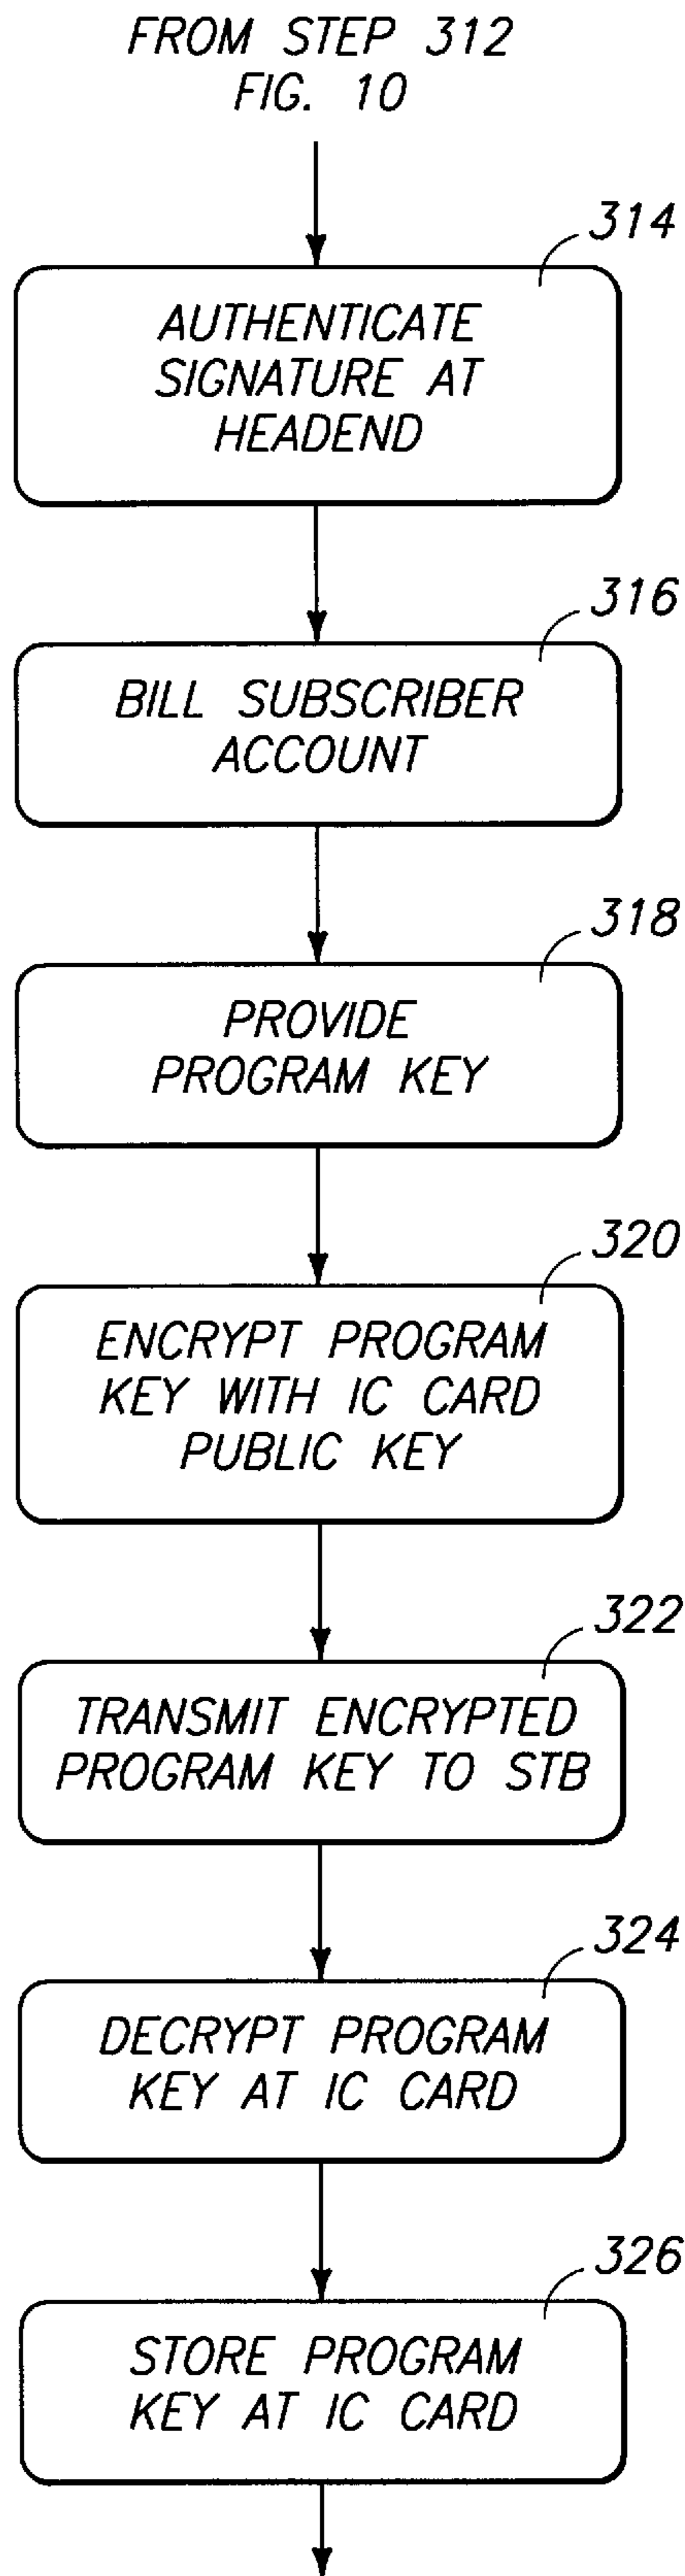 FROM STEP 312
FIG. 10
314
AUTHENTICATE
SIGNATURE AT
HEADEND
316
BILL SUBSCRIBER
ACCOUNT
318
PROVIDE
PROGRAM KEY
320
ENCRYPT PROGRAM
KEY WITH IC CARD
PUBLIC KEY
322
TRANSMIT ENCRYPTED
PROGRAM KEY TO STB
324
DECRYPT PROGRAM
KEY AT IC CARD
326
STORE PROGRAM
KEY AT IC CARD